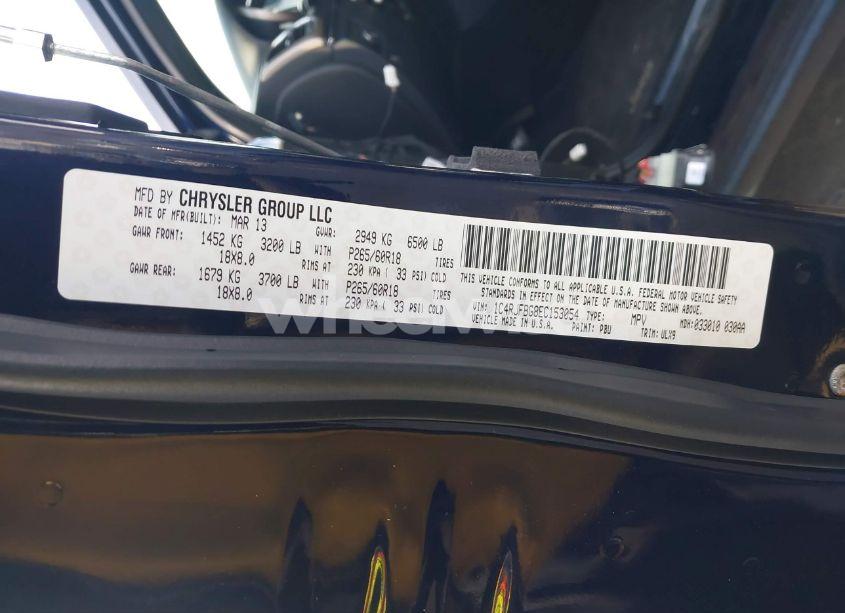 MFD BY CHRYSLER GROUP LLC
DATE OF MFR(BUILT): MAR 13 GVWR: 2949 KG 6500 LB
GAWR FRONT: 1452 KG 3200 LB WITH P265/60R18 TIRES
18X8.0 RIMS AT 230 KPA ( 33 PSI) COLD
GAWR REAR: 1679 KG 3700 LB WITH P265/60R18 TIRES
18X8.0 RIMS AT 230 KPA ( 33 PSI) COLD
THIS VEHICLE CONFORMS TO ALL APPLICABLE U.S.A. FEDERAL MOTOR VEHICLE SAFETY
STANDARDS IN EFFECT ON THE DATE OF MANUFACTURE SHOWN ABOVE.
VIN: 1C4RJFBG8EC153054 TYPE: MPV MDH:033010 030AA
VEHICLE MADE IN U.S.A. PAINT: PBU TRIM: ULX9